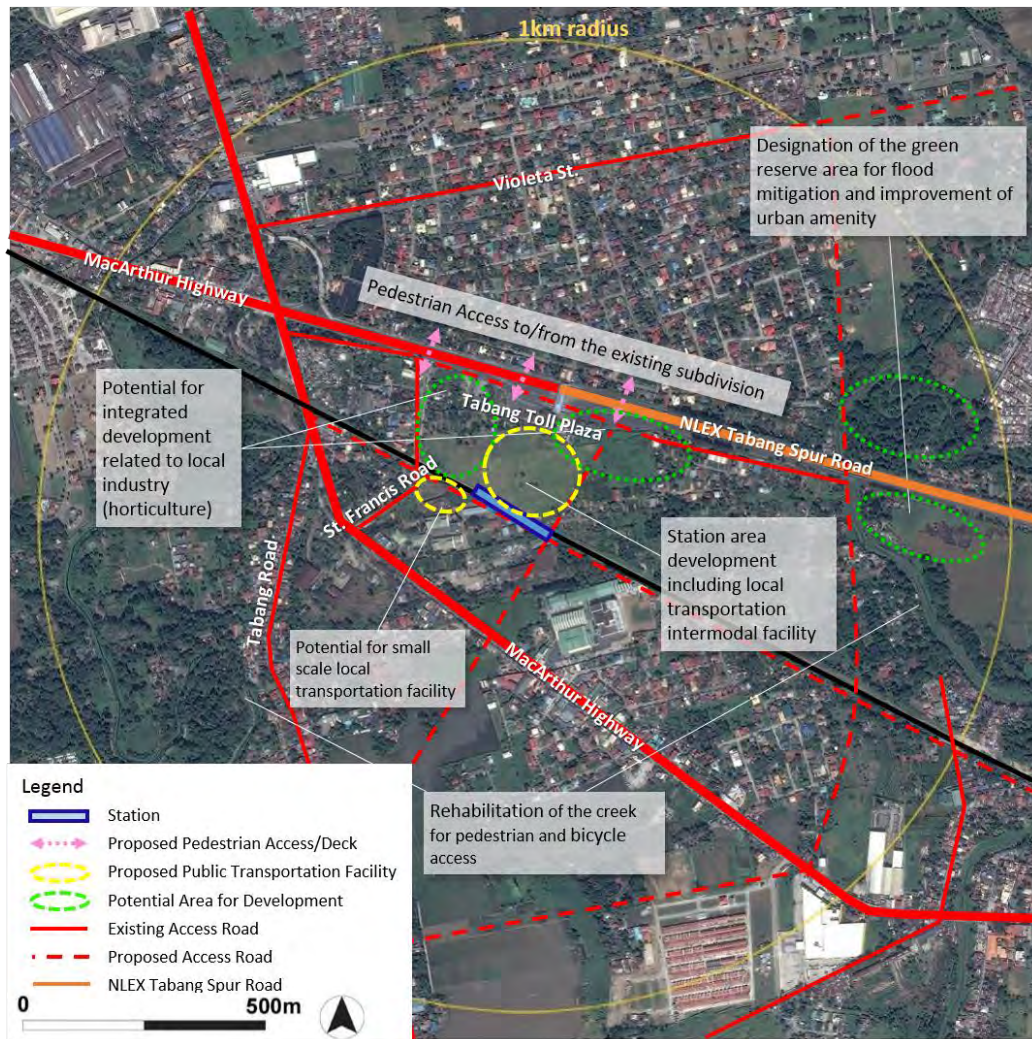 1km radius
Designation of the green
reserve area for flood
mitigation and improvement of
urban amenity
Violeta St.
MacArthur Highway
Pedestrian Access to/from the existing subdivision
Potential for
integrated
development
related to local
industry
(horticulture)
Tabang Toll Plaza
NLEX Tabang Spur Road
St. Francis Road
Tabang Road
Station area
development
including local
transportation
intermodal facility
Potential for small
scale local
transportation facility
MacArthur Highway
Rehabilitation of the creek
for pedestrian and bicycle
access
Legend
Station
Proposed Pedestrian Access/Deck
Proposed Public Transportation Facility
Potential Area for Development
Existing Access Road
Proposed Access Road
NLEX Tabang Spur Road
0 500m